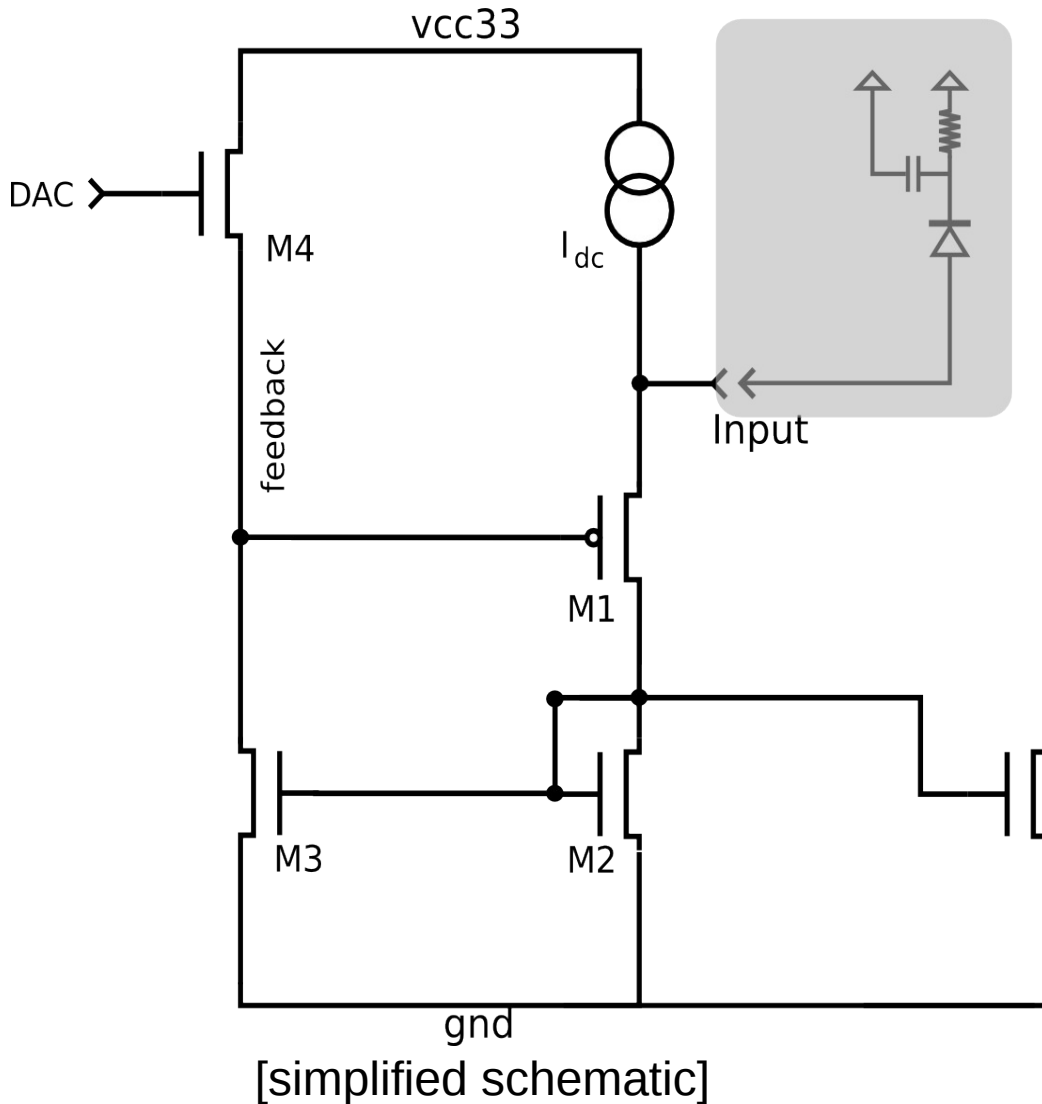 vcc33
DAC
M4
I dc
feedback
Input
M1
M3
M2
gnd
[simplified schematic]